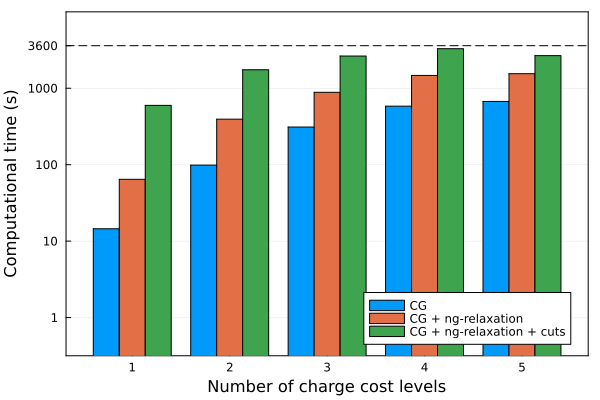 Computational time (s)
3600
1000
100
10
1
CG
CG + ng-relaxation
CG + ng-relaxation + cuts
1 2 3 4 5
Number of charge cost levels